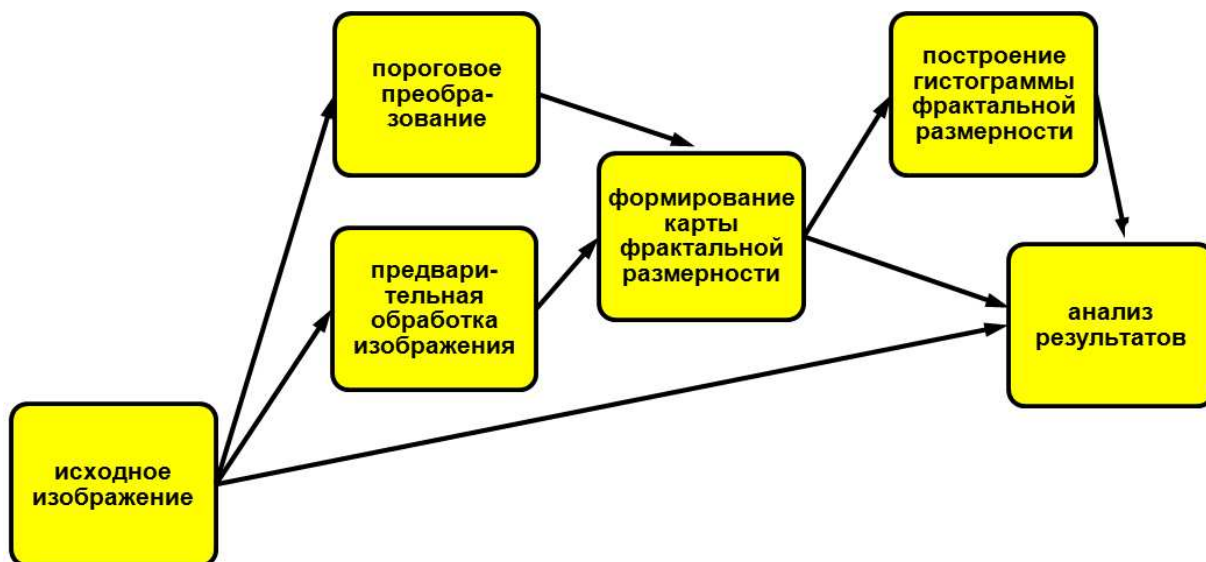 пороговое
преобра-
зование
построение
гистограммы
фрактальной
размерности
формирование
карты
фрактальной
размерности
предвари-
тельная
обработка
изображения
анализ
результатов
исходное
изображение